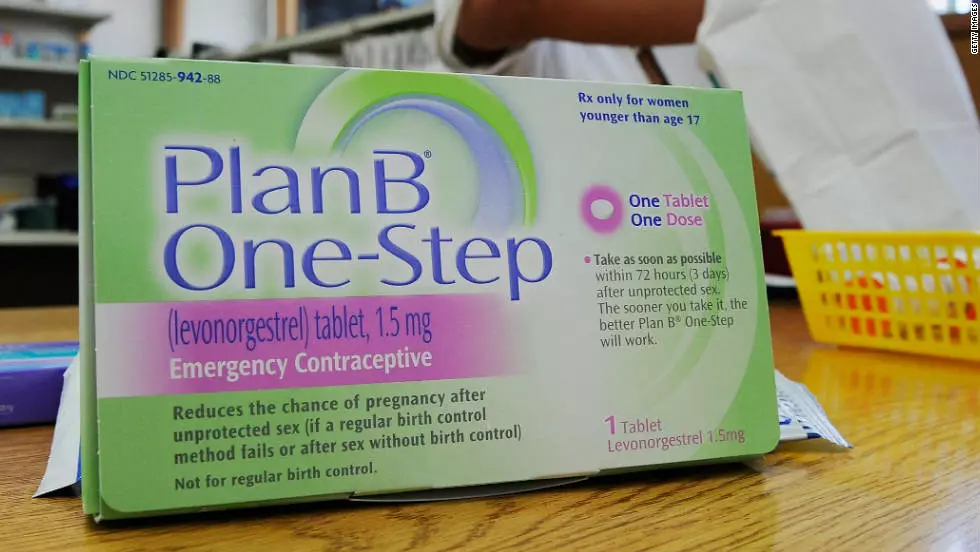 GETTY IMAGES
NDC 51285-942-88
Rx only for women
younger than age 17
Plan B®
One-Step
One Tablet
One Dose
(levonorgestrel) tablet, 1.5 mg
Emergency Contraceptive
• Take as soon as possible
within 72 hours (3 days)
after unprotected sex.
The sooner you take it, the
better Plan B® One-Step
will work.
Reduces the chance of pregnancy after
unprotected sex (if a regular birth control
method fails or after sex without birth control)
Not for regular birth control.
1 Tablet
Levonorgestrel 1.5mg